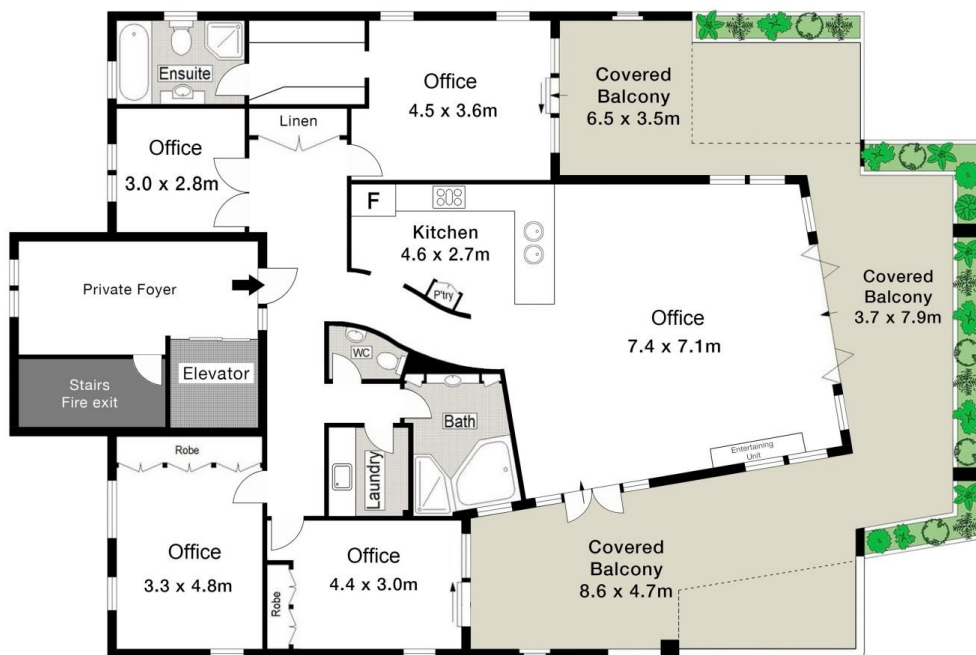 Ensuite
Linen
Office
4.5 x 3.6m
Covered
Balcony
6.5 x 3.5m
Office
3.0 x 2.8m
F
Kitchen
4.6 x 2.7m
P'try
Private Foyer
Office
7.4 x 7.1m
Covered
Balcony
3.7 x 7.9m
WC
Stairs
Fire exit
Elevator
Bath
Robe
Laundry
Entertaining
Unit
Office
3.3 x 4.8m
Robe
Office
4.4 x 3.0m
Covered
Balcony
8.6 x 4.7m